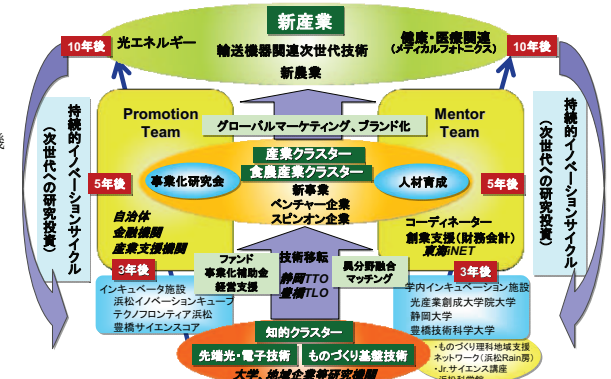 新産業
10年後
光エネルギー
輸送機器関連次世代技術
新農業
健康・医療関連
(メディカルフォトニクス)
10年後
Promotion
Team
Mentor
Team
グローバルマーケティング、ブランド化
持続的イノベーションサイクル
(次世代への研究投資)
持続的イノベーションサイクル
(次世代への研究投資)
産業クラスター
食農産業クラスター
5年後
事業化研究会
新事業
ベンチャー企業
スピンオン企業
人材育成
5年後
自治体
金融機関
産業支援機関
コーディネーター
創業支援(財務会計)
東海iNET
3年後
ファンド
事業化補助金
経営支援
技術移転
静岡TTO
豊橋TLO
異分野融合
マッチング
3年後
インキュベータ施設
浜松イノベーションキューブ
テクノフロンティア浜松
豊橋サイエンスコア
学内インキュベーション施設
光産業創成大学院大学
静岡大学
豊橋技術科学大学
知的クラスター
先端光・電子技術
ものづくり基盤技術
大学、地域企業等研究機関
・ものづくり理科地域支援
ネットワーク(浜松Rain房)
・Jr.サイエンス講座
・浜松科学館